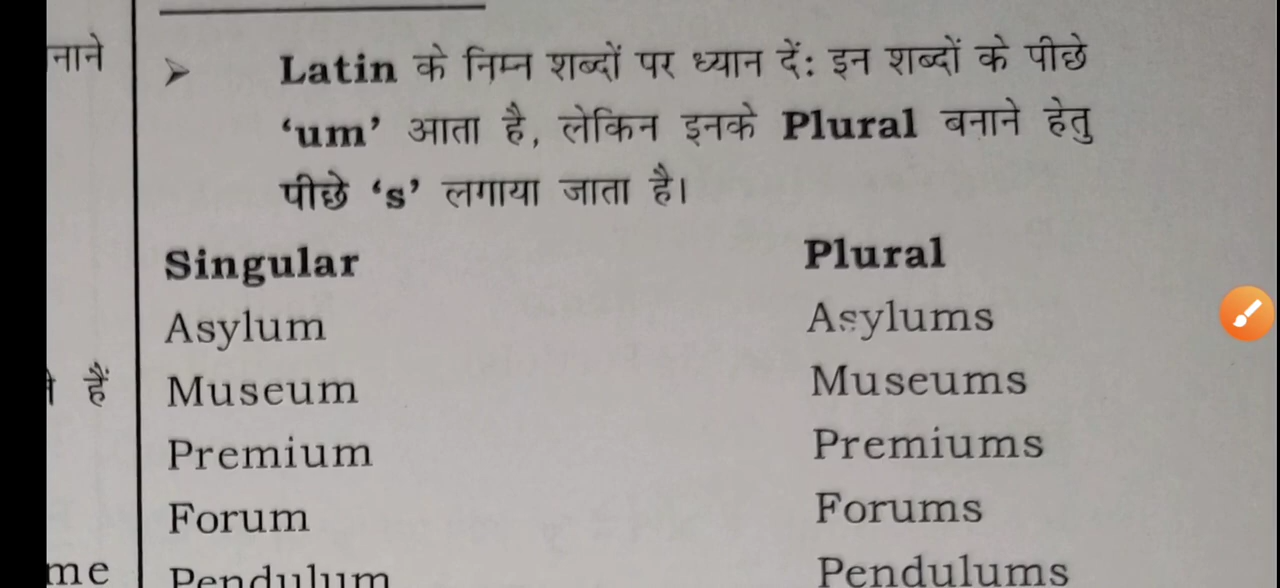 नाने
➤ Latin के निम्न शब्दों पर ध्यान दें: इन शब्दों के पीछे
‘um’ आता है, लेकिन इनके Plural बनाने हेतु
पीछे ‘s’ लगाया जाता है।
Singular Plural
Asylum Asylums
Museum Museums
हैं
Premium Premiums
Forum Forums
me
Pendulum Pendulums